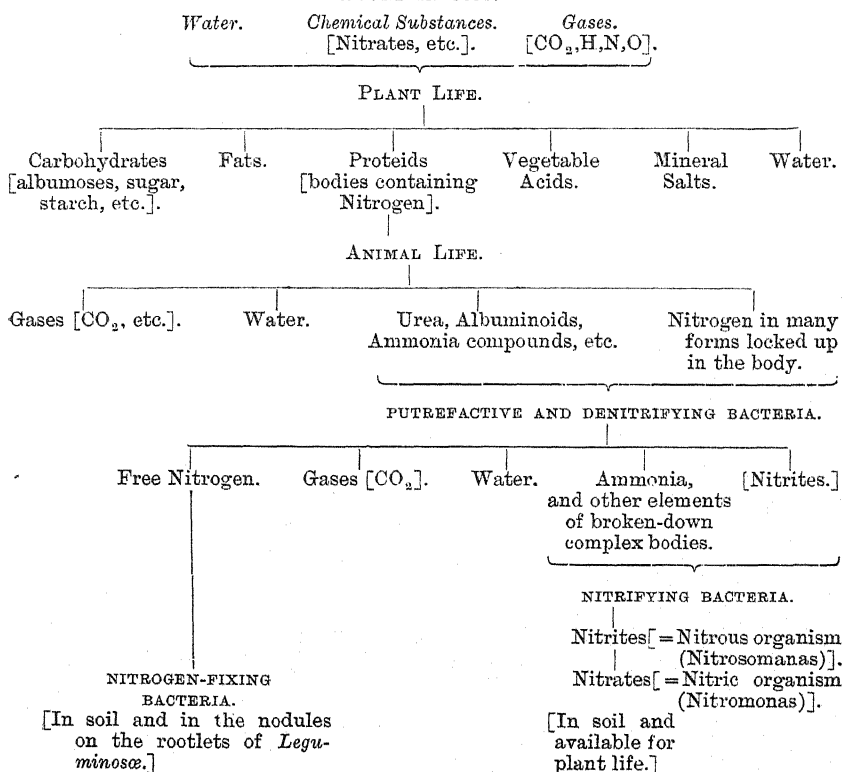 Water. Chemical Substances. Gases.
[Nitrates, etc.]. [CO₂,H,N,O].
PLANT LIFE.
Carbohydrates Fats. Proteids Vegetable Mineral Water.
[albumoses, sugar, [bodies containing Acids. Salts.
starch, etc.]. Nitrogen].
ANIMAL LIFE.
Gases [CO₂, etc.]. Water. Urea, Albuminoids, Nitrogen in many
Ammonia compounds, etc. forms locked up
in the body.
PUTREFACTIVE AND DENITRIFYING BACTERIA.
Free Nitrogen. Gases [CO₂]. Water. Ammonia, [Nitrites.]
and other elements
of broken-down
complex bodies.
NITRIFYING BACTERIA.
Nitrites[=Nitrous organism
(Nitrosomanas)].
Nitrates[=Nitric organism
(Nitromonas)].
NITROGEN-FIXING
BACTERIA.
[In soil and in the nodules
on the rootlets of Legu-
minosœ.]
[In soil and
available for
plant life.]